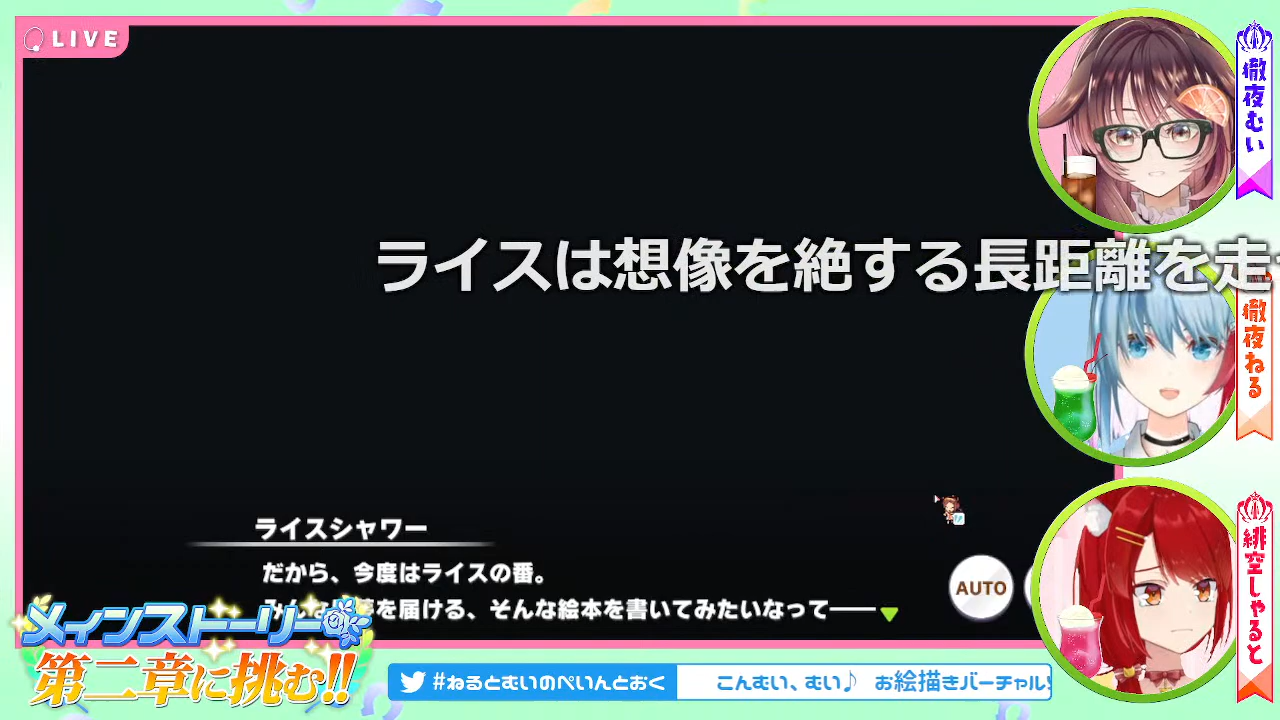 LIVE
徹夜むい
ライスは想像を絶する長距離を走
徹夜ねる
ライスシャワー
だから、今度はライスの番。
を届ける、そんな絵本を書いてみたいなって──
AUTO
緋空しゃると
メインストーリー
第二章に挑む!!
#ねるとむいのぺいんとおく
こんむい、むい♪ お絵描きバーチャル